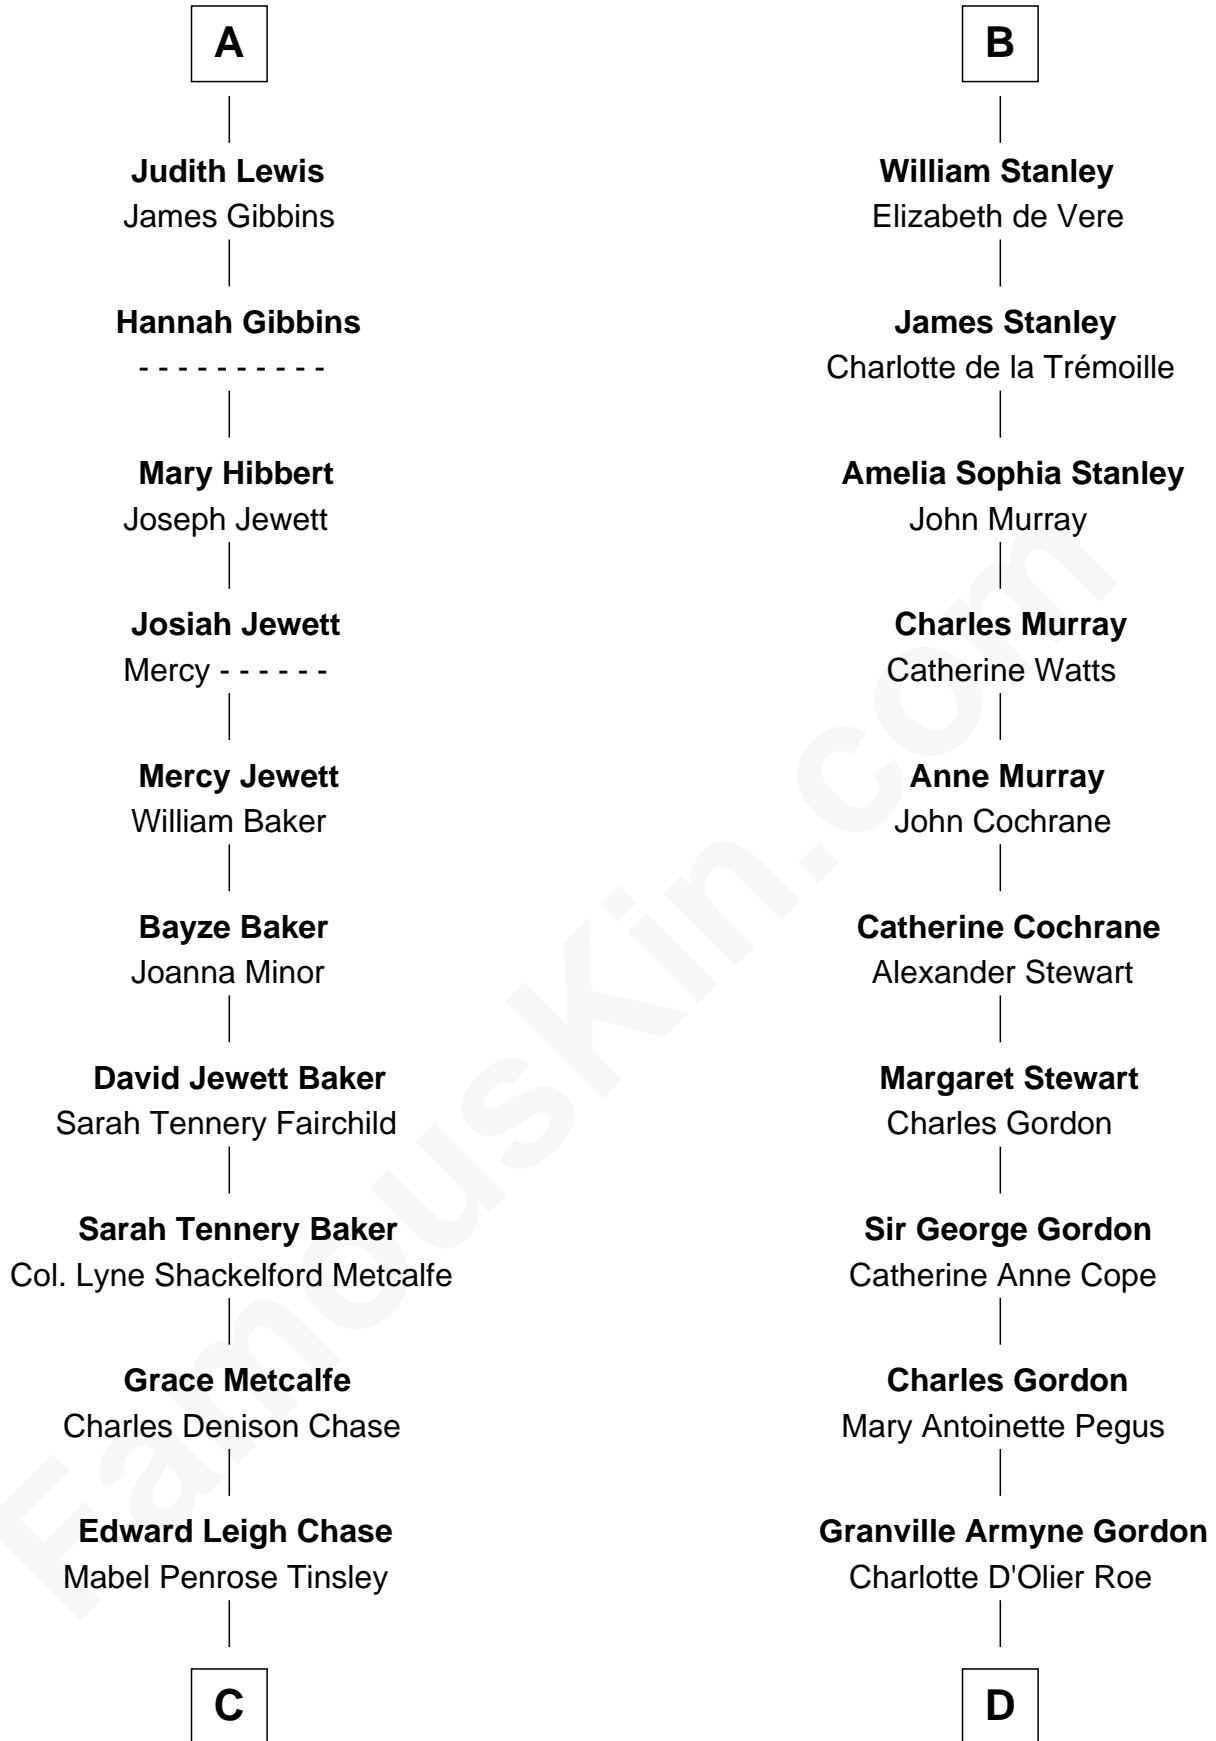 A
Judith Lewis
James Gibbins
Hannah Gibbins
- - - - - - - - - -
Mary Hibbert
Joseph Jewett
Josiah Jewett
Mercy - - - - - -
Mercy Jewett
William Baker
Bayze Baker
Joanna Minor
David Jewett Baker
Sarah Tennery Fairchild
Sarah Tennery Baker
Col. Lyne Shackelford Metcalfe
Grace Metcalfe
Charles Denison Chase
Edward Leigh Chase
Mabel Penrose Tinsley
C
B
William Stanley
Elizabeth de Vere
James Stanley
Charlotte de la Trémoille
Amelia Sophia Stanley
John Murray
Charles Murray
Catherine Watts
Anne Murray
John Cochrane
Catherine Cochrane
Alexander Stewart
Margaret Stewart
Charles Gordon
Sir George Gordon
Catherine Anne Cope
Charles Gordon
Mary Antoinette Pegus
Granville Armyne Gordon
Charlotte D'Olier Roe
D
FamousKin.com